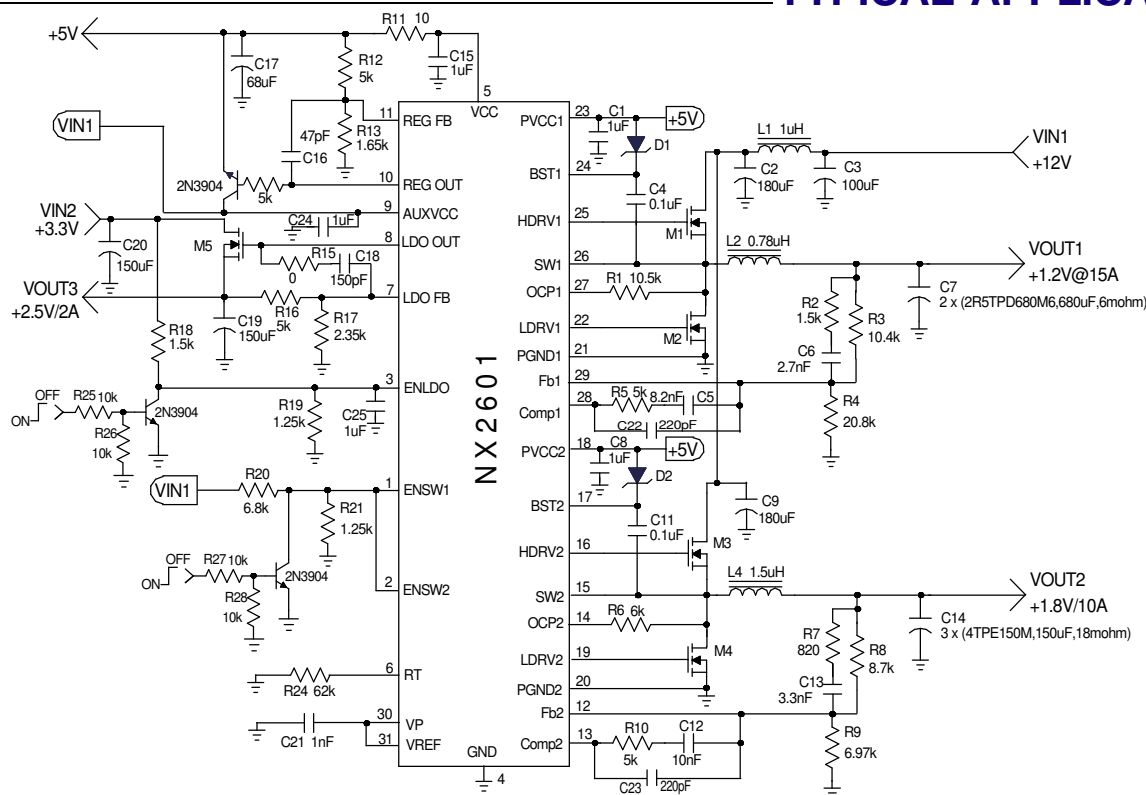 +5V
R11 10
C17
68uF
R12
5k
C15
1uF
5
VCC
VIN1
47pF
C16
R13
1.65k
11
REG FB
2N3904
5k
10
REG OUT
9
AUXVCC
VIN2
+3.3V
C20
150uF
M5
C24
1uF
8
LDO OUT
R15
0
C18
150pF
VOUT3
+2.5V/2A
7
LDO FB
R16
5k
C19
150uF
R17
2.35k
R18
1.5k
3
ENLDO
OFF
ON
R25 10k
R26
10k
2N3904
R19
1.25k
C25
1uF
VIN1
R20
6.8k
1
ENSW1
R21
1.25k
OFF
ON
R27 10k
R28
10k
2N3904
2
ENSW2
6
RT
R24 62k
30
VP
C21 1nF
31
VREF
GND
4
NX2601
PVCC1
23
C1
1uF
+5V
D1
BST1
24
C4
0.1uF
L1 1uH
VIN1
+12V
C2
180uF
C3
100uF
HDRV1
25
M1
L2 0.78uH
SW1
26
VOUT1
+1.2V@15A
OCP1
27
R1 10.5k
C7
2 x (2R5TPD680M6,680uF,6mohm)
R2
1.5k
R3
10.4k
LDRV1
22
M2
PGND1
21
C6
2.7nF
Fb1
29
Comp1
28
R5 5k
8.2nF
C5
C22
220pF
R4
20.8k
PVCC2
18
C8
1uF
+5V
D2
BST2
17
C11
0.1uF
C9
180uF
HDRV2
16
M3
L4 1.5uH
SW2
15
VOUT2
+1.8V/10A
OCP2
14
R6 6k
C14
3 x (4TPE150M,150uF,18mohm)
R7
820
R8
8.7k
LDRV2
19
M4
PGND2
20
C13
3.3nF
Fb2
12
Comp2
13
R10
5k
C12
10nF
C23
220pF
R9
6.97k